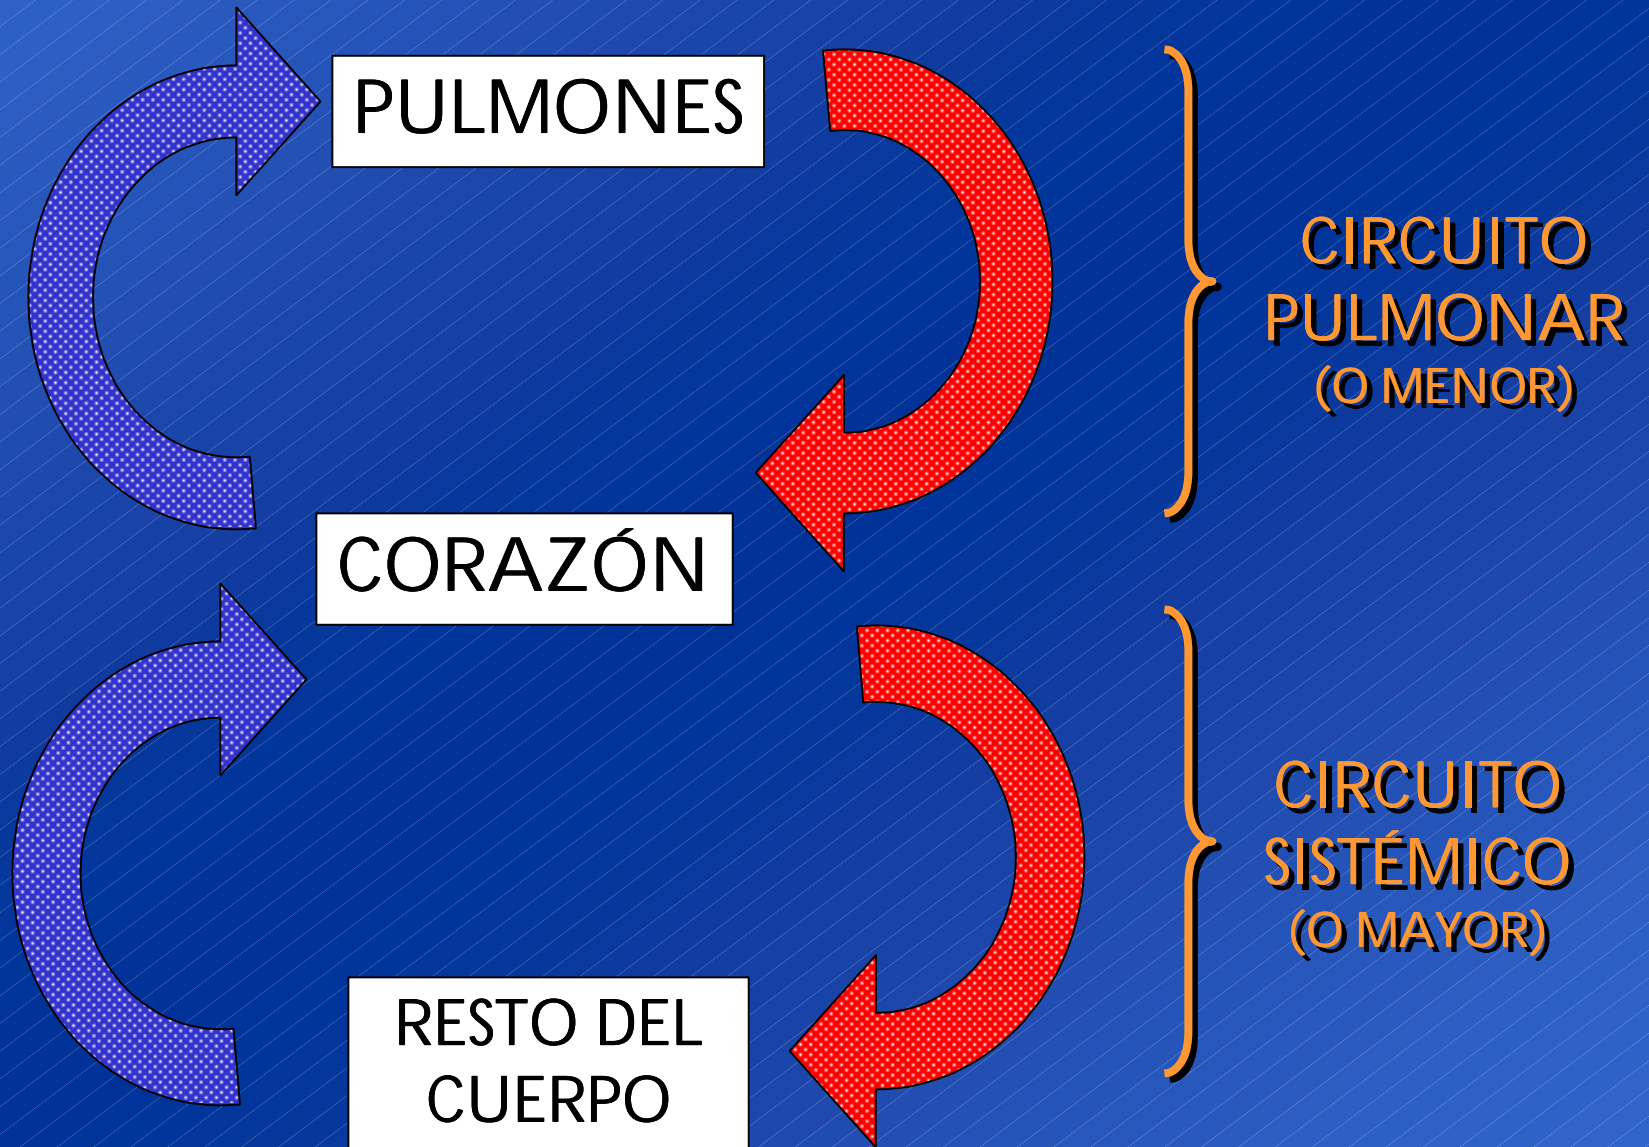 PULMONES
CIRCUITO
PULMONAR
(O MENOR)
CORAZÓN
CIRCUITO
SISTÉMICO
(O MAYOR)
RESTO DEL
CUERPO